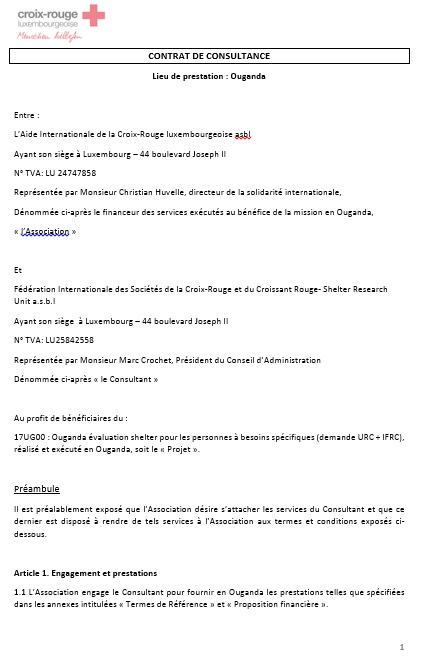 croix-rouge
luxembourgeoise
Menschen hëllefen
CONTRAT DE CONSULTANCE
Lieu de prestation : Ouganda
Entre :
L'Aide Internationale de la Croix-Rouge luxembourgeoise asbl
Ayant son siège à Luxembourg – 44 boulevard Joseph II
N° TVA: LU 24747858
Représentée par Monsieur Christian Huvelle, directeur de la solidarité internationale,
Dénommée ci-après le financeur des services exécutés au bénéfice de la mission en Ouganda,
« l'Association »
Et
Fédération Internationale des Sociétés de la Croix-Rouge et du Croissant Rouge- Shelter Research
Unit a.s.b.l
Ayant son siège à Luxembourg – 44 boulevard Joseph II
N° TVA: LU25842558
Représentée par Monsieur Marc Crochet, Président du Conseil d'Administration
Dénommée ci-après « le Consultant »
Au profit de bénéficiaires du :
17UG00 : Ouganda évaluation shelter pour les personnes à besoins spécifiques (demande URC + IFRC),
réalisé et exécuté en Ouganda, soit le « Projet ».
Préambule
Il est préalablement exposé que l'Association désire s'attacher les services du Consultant et que ce
dernier est disposé à rendre de tels services à l'Association aux termes et conditions exposés ci-
dessous.
Article 1. Engagement et prestations
1.1 L'Association engage le Consultant pour fournir en Ouganda les prestations telles que spécifiées
dans les annexes intitulées « Termes de Référence » et « Proposition financière ».
1